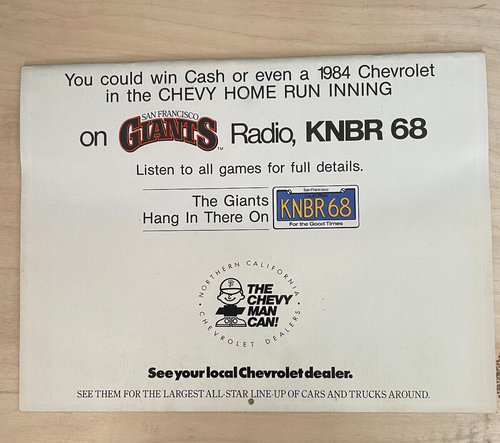 You could win Cash or even a 1984 Chevrolet
in the CHEVY HOME RUN INNING
on SAN FRANCISCO GIANTS™ Radio, KNBR 68
Listen to all games for full details.
The Giants
Hang In There On
San Francisco
KNBR 68
For the Good Times
NORTHERN CALIFORNIA
THE
CHEVY
MAN
CAN!
CHEVROLET DEALERS
See your local Chevrolet dealer.
SEE THEM FOR THE LARGEST ALL-STAR LINE-UP OF CARS AND TRUCKS AROUND.